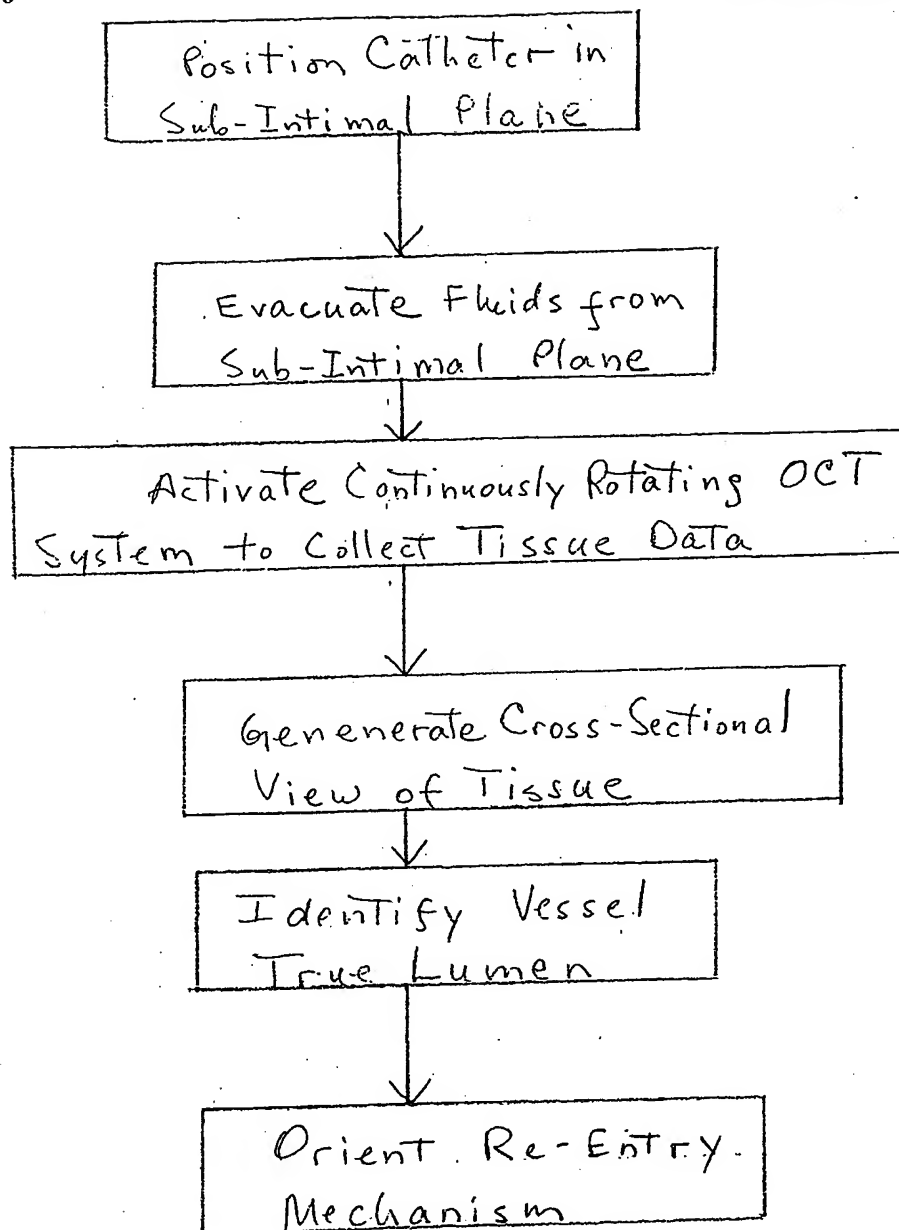 Position Catheter in
Sub-Intimal Plane
Evacuate Fluids from
Sub-Intimal Plane
Activate Continuously Rotating OCT
System to Collect Tissue Data
Genenerate Cross-Sectional
View of Tissue
Identify Vessel
True Lumen
Orient Re-Entry
Mechanism